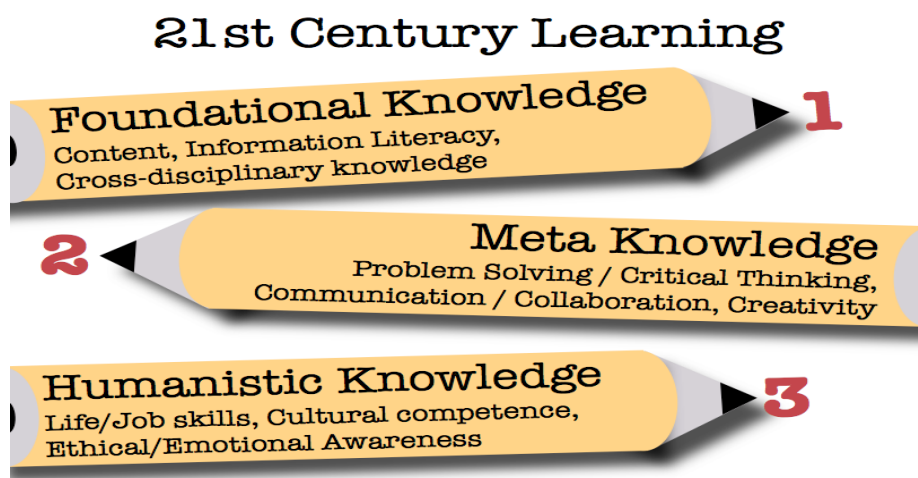 21st Century Learning
Foundational Knowledge
Content, Information Literacy,
Cross-disciplinary knowledge
1
2
Meta Knowledge
Problem Solving / Critical Thinking,
Communication / Collaboration, Creativity
Humanistic Knowledge
Life/Job skills, Cultural competence,
Ethical/Emotional Awareness
3